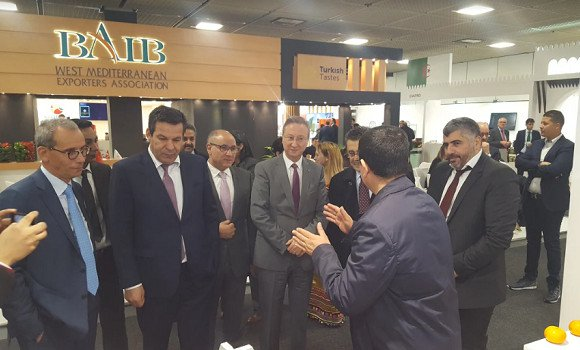 BAIB
WEST MEDITERRANEAN
EXPORTERS ASSOCIATION
Turkish
Tastes